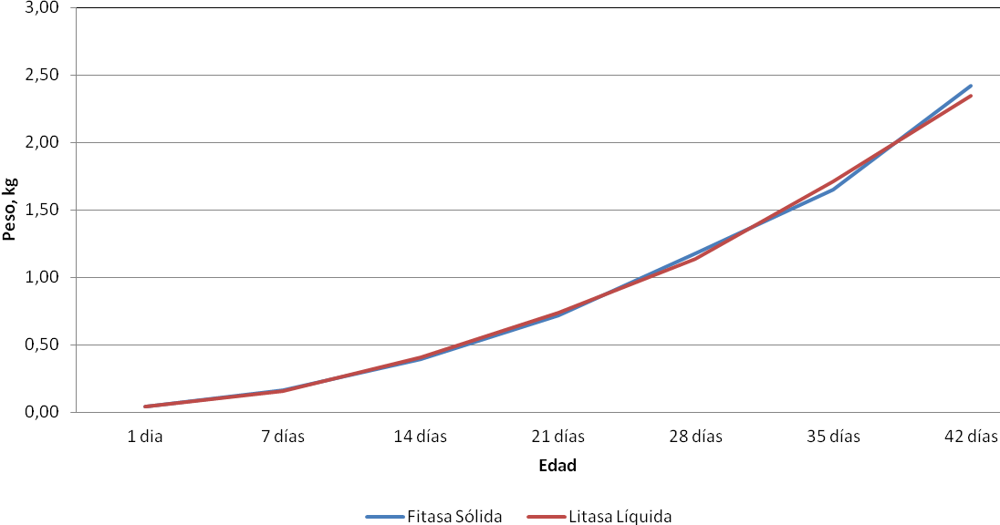 3,00
2,50
2,00
1,50
1,00
0,50
0,00
Peso, kg
1 dia 7 días 14 días 21 días 28 días 35 días 42 días
Edad
Fitasa Sólida Litasa Líquida